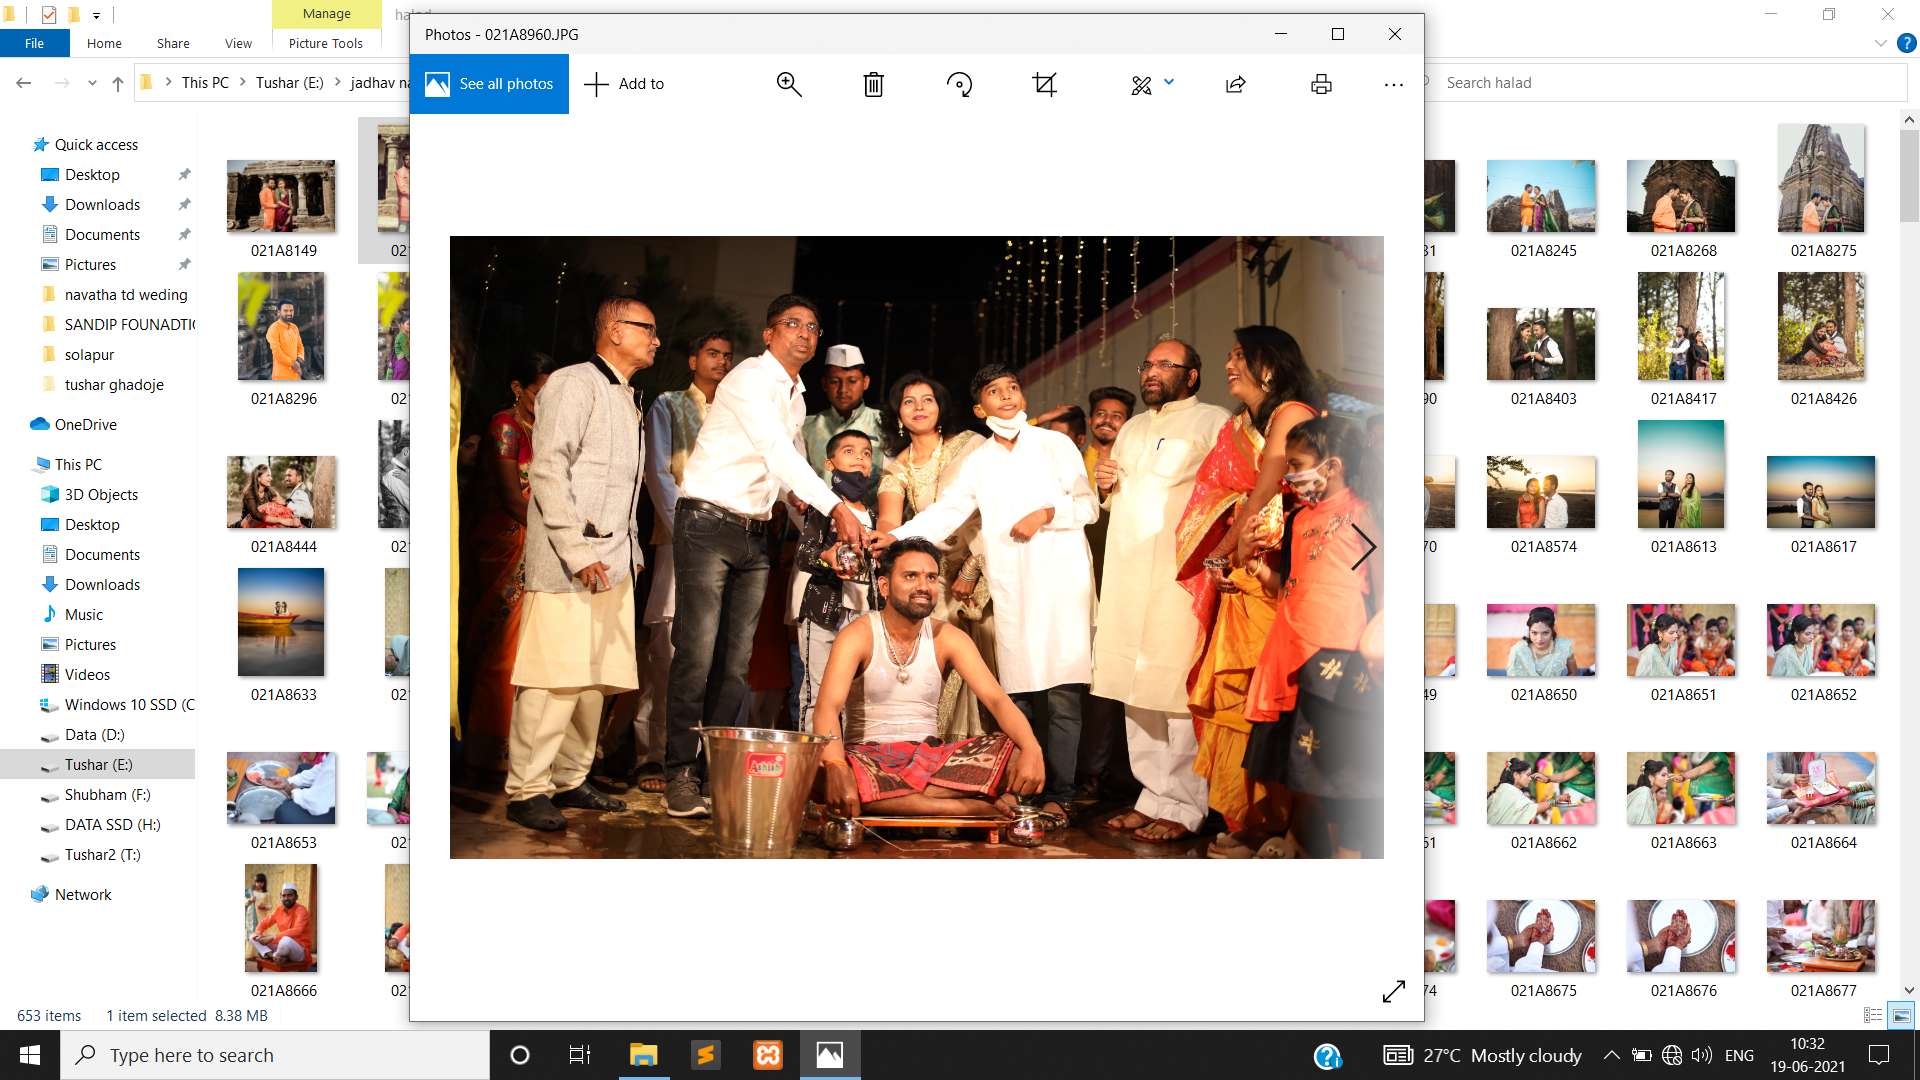 Manage
halad
File
Home
Share
View
Picture Tools
This PC
Tushar (E:)
jadhav na
Search halad
Photos - 021A8960.JPG
See all photos
Add to
Quick access
Desktop
Downloads
Documents
Pictures
navatha td weding
SANDIP FOUNADTIO
solapur
tushar ghadoje
OneDrive
This PC
3D Objects
Desktop
Documents
Downloads
Music
Pictures
Videos
Windows 10 SSD (C
Data (D:)
Tushar (E:)
Shubham (F:)
DATA SSD (H:)
Tushar2 (T:)
Network
021A8149
02
31
021A8245
021A8268
021A8275
021A8296
02
90
021A8403
021A8417
021A8426
021A8444
02
70
021A8574
021A8613
021A8617
021A8633
02
49
021A8650
021A8651
021A8652
021A8653
02
61
021A8662
021A8663
021A8664
021A8666
02
74
021A8675
021A8676
021A8677
Ashish
653 items
1 item selected 8.38 MB
Type here to search
27°C Mostly cloudy
ENG
10:32
19-06-2021